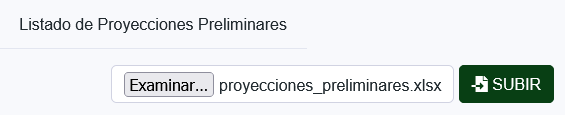 Listado de Proyecciones Preliminares
Examinar... proyecciones_preliminares.xlsx SUBIR